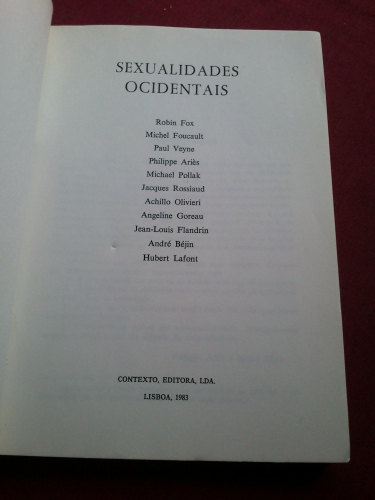 SEXUALIDADES
OCIDENTAIS
Robin Fox
Michel Foucault
Paul Veyne
Philippe Ariès
Michael Pollak
Jacques Rossiaud
Achillo Olivieri
Angeline Goreau
Jean-Louis Flandrin
André Béjin
Hubert Lafont
CONTEXTO, EDITORA, LDA.
LISBOA, 1983